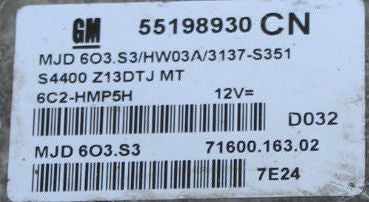 GM 55198930 CN
MJD 6O3.S3/HW03A/3137-S351
S4400 Z13DTJ MT
6C2-HMP5H 12V=
D032
MJD 6O3.S3 71600.163.02
7E24